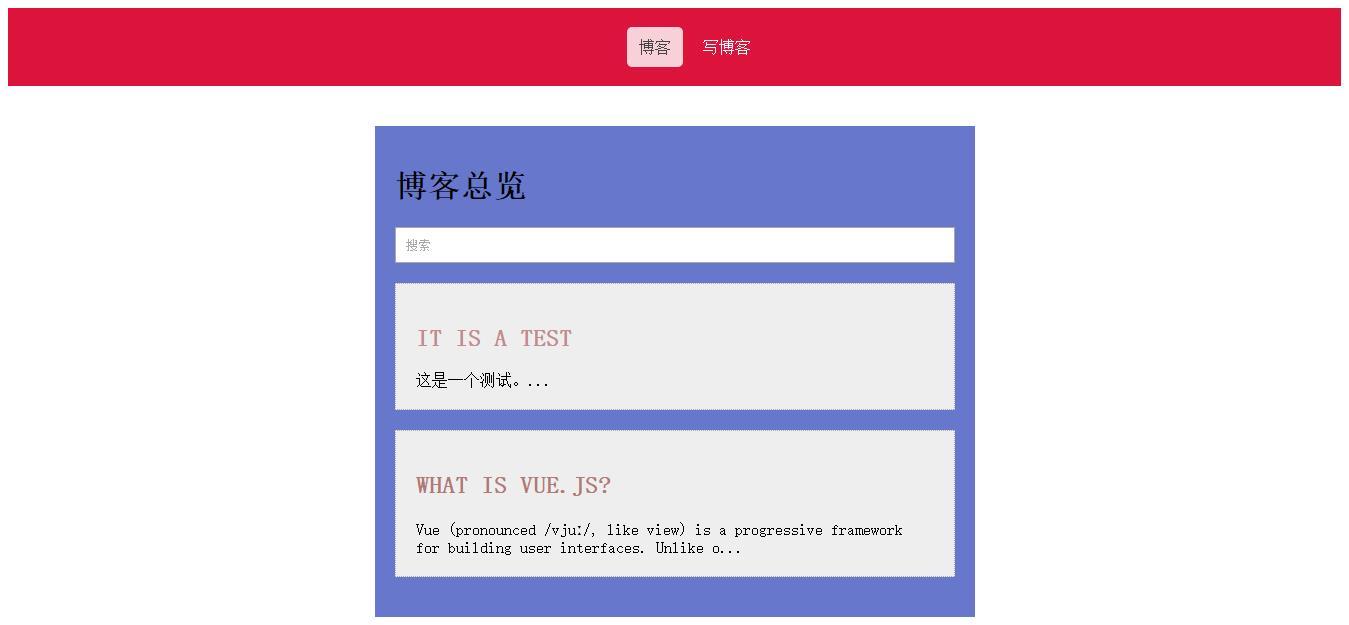 博客 写博客
博客总览
搜索
IT IS A TEST
这是一个测试。...
WHAT IS VUE.JS?
Vue (pronounced /vjuː/, like view) is a progressive framework
for building user interfaces. Unlike o...